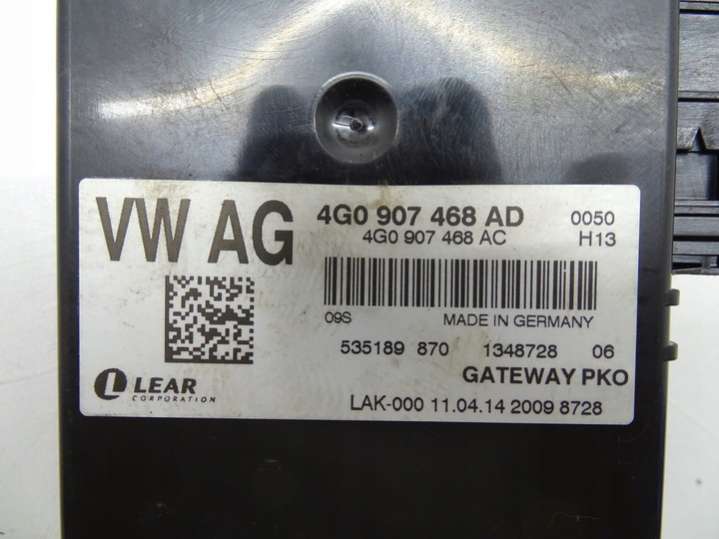 VW AG
4G0 907 468 AD 0050
4G0 907 468 AC H13
09S MADE IN GERMANY
535189 870 1348728 06
LEAR
CORPORATION
GATEWAY PKO
LAK-000 11.04.14 2009 8728